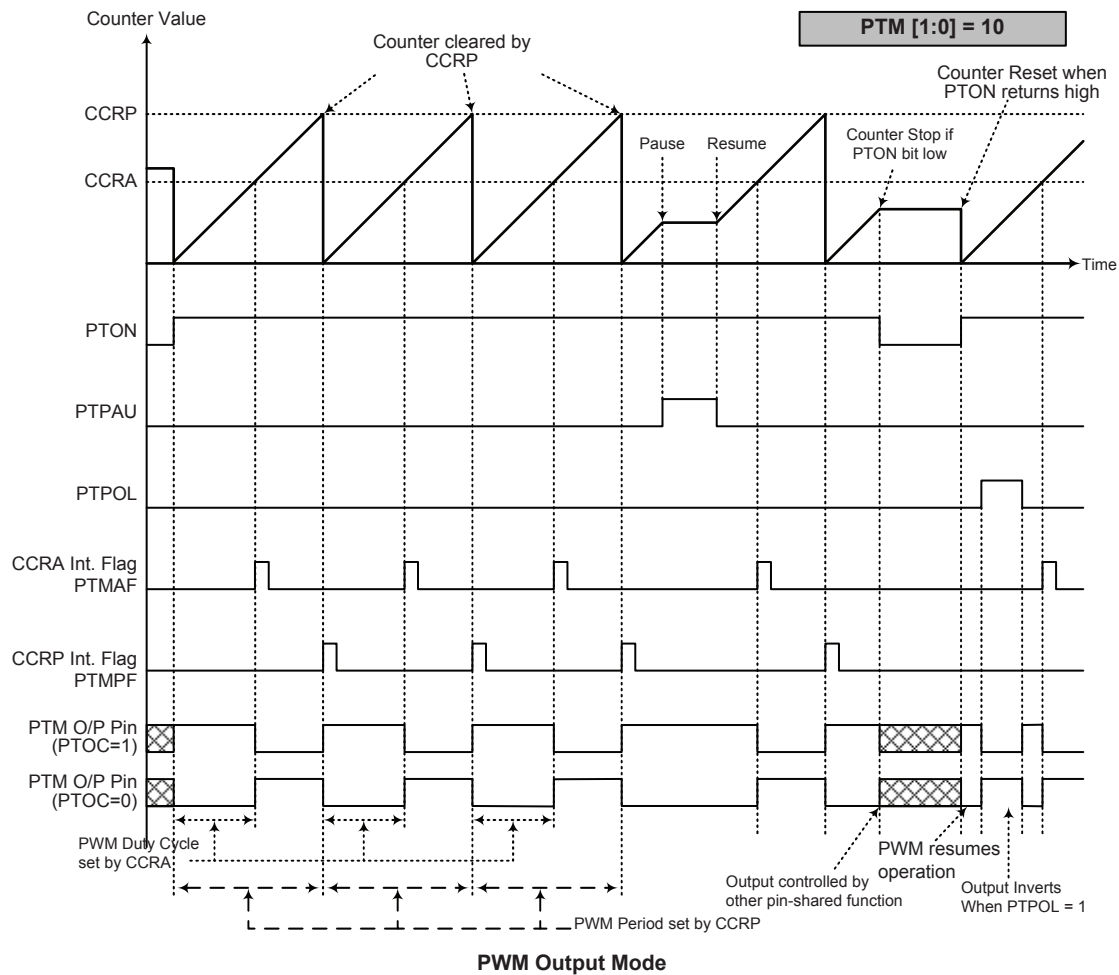 Counter Value
PTM [1:0] = 10
Counter cleared by
CCRP
Counter Reset when
PTON returns high
CCRP
Pause
Resume
Counter Stop if
PTON bit low
CCRA
Time
PTON
PTPAU
PTPOL
CCRA Int. Flag
PTMAF
CCRP Int. Flag
PTMPF
PTM O/P Pin
(PTOC=1)
PTM O/P Pin
(PTOC=0)
PWM Duty Cycle
set by CCRA
PWM resumes
operation
Output controlled by
other pin-shared function
Output Inverts
When PTPOL = 1
PWM Period set by CCRP
PWM Output Mode